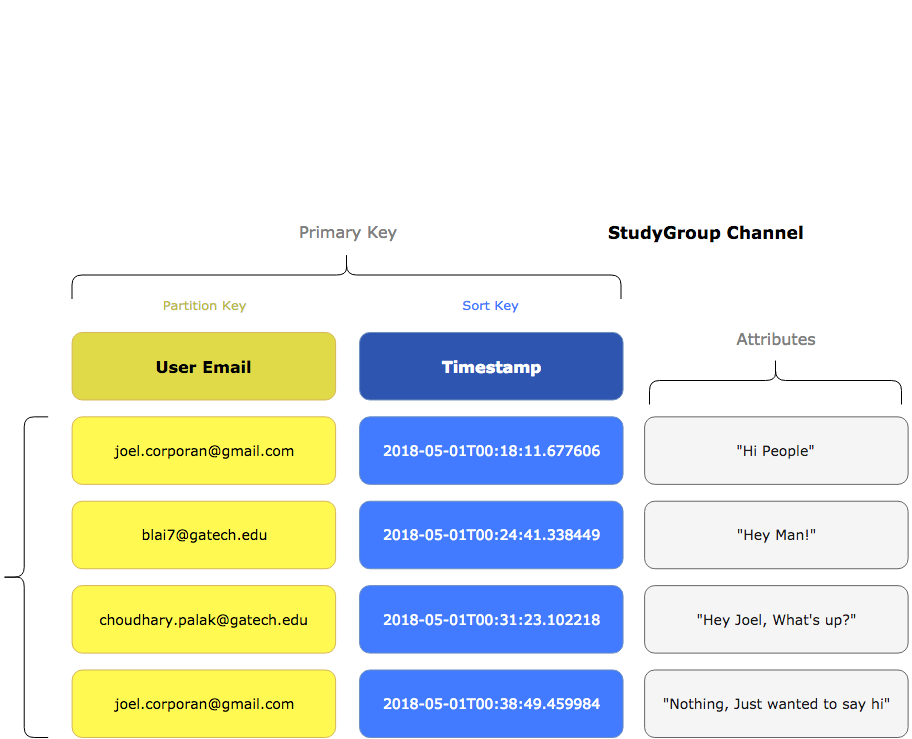 Primary Key
StudyGroup Channel
Partition Key
Sort Key
Attributes
User Email
Timestamp
joel.corporan@gmail.com
2018-05-01T00:18:11.677606
"Hi People"
blai7@gatech.edu
2018-05-01T00:24:41.338449
"Hey Man!"
choudhary.palak@gatech.edu
2018-05-01T00:31:23.102218
"Hey Joel, What's up?"
joel.corporan@gmail.com
2018-05-01T00:38:49.459984
"Nothing, Just wanted to say hi"